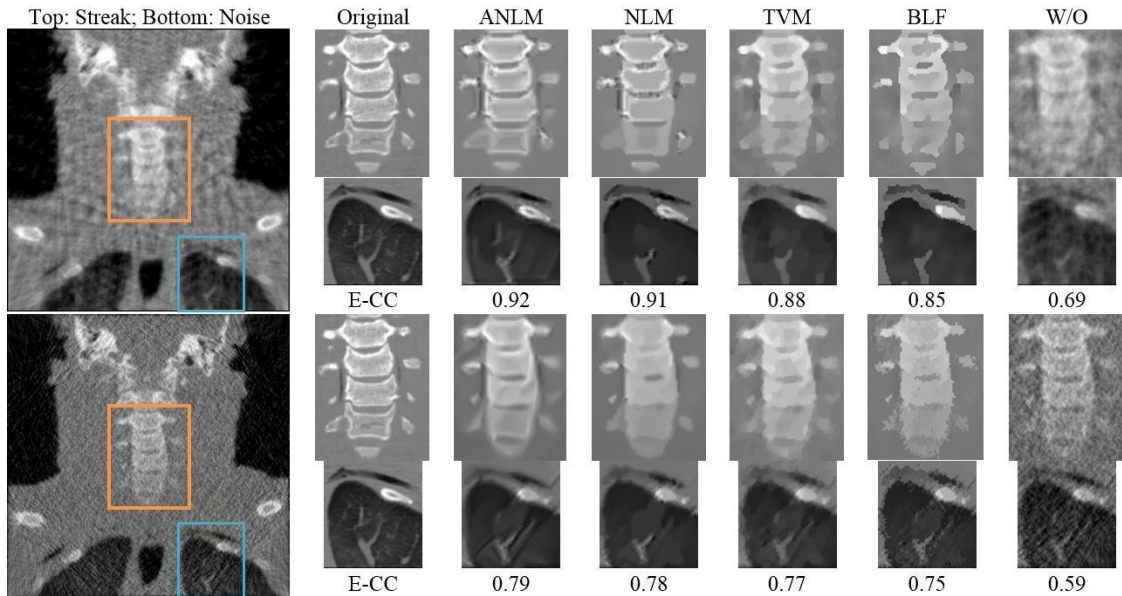 Top: Streak; Bottom: Noise Original ANLM NLM TVM BLF W/O
E-CC 0.92 0.91 0.88 0.85 0.69
E-CC 0.79 0.78 0.77 0.75 0.59